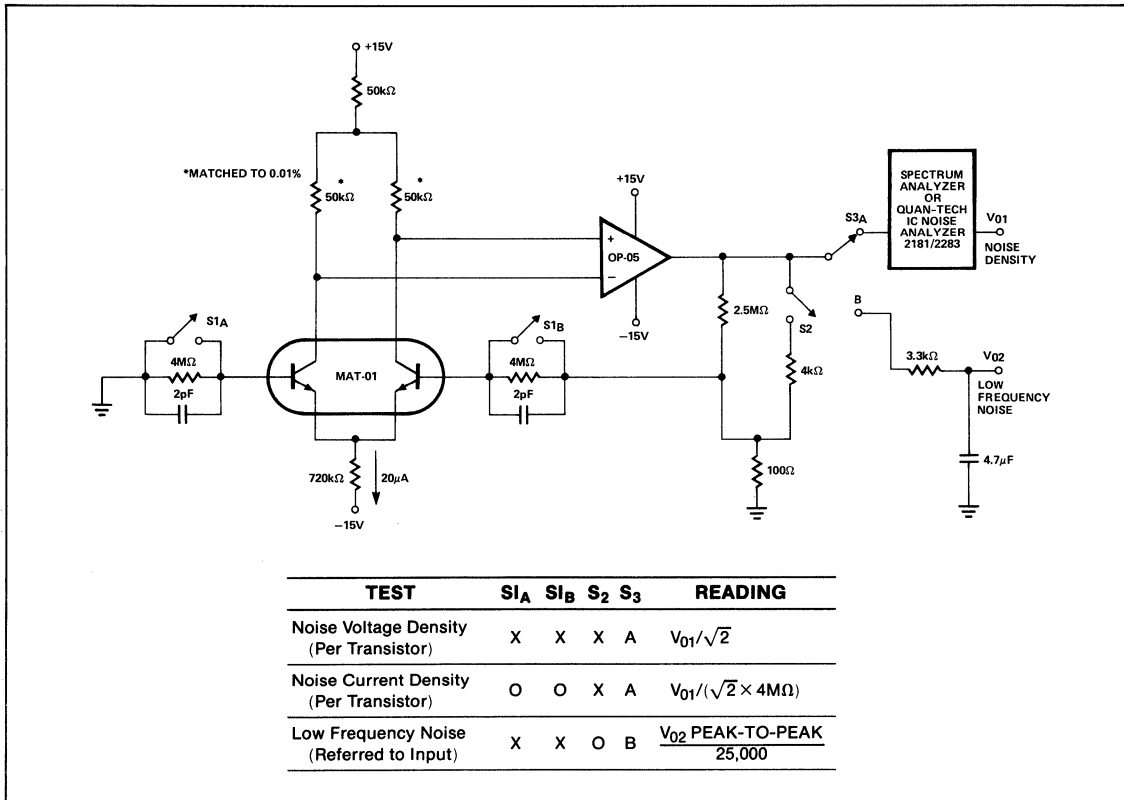 +15V
50kΩ
*MATCHED TO 0.01%
*
50kΩ
*
50kΩ
+15V
+
OP-05
−
−15V
S3A
SPECTRUM
ANALYZER
OR
QUAN-TECH
IC NOISE
ANALYZER
2181/2283
V01
NOISE
DENSITY
S1A
4MΩ
2pF
MAT-01
S1B
4MΩ
2pF
2.5MΩ
S2
4kΩ
B
3.3kΩ
V02
LOW
FREQUENCY
NOISE
4.7µF
720kΩ
20µA
−15V
100Ω
TEST SIA SIB S2 S3 READING
Noise Voltage Density
(Per Transistor) X X X A V01/√2
Noise Current Density
(Per Transistor) O O X A V01/(√2 × 4MΩ)
Low Frequency Noise
(Referred to Input) X X O B V02 PEAK-TO-PEAK
25,000